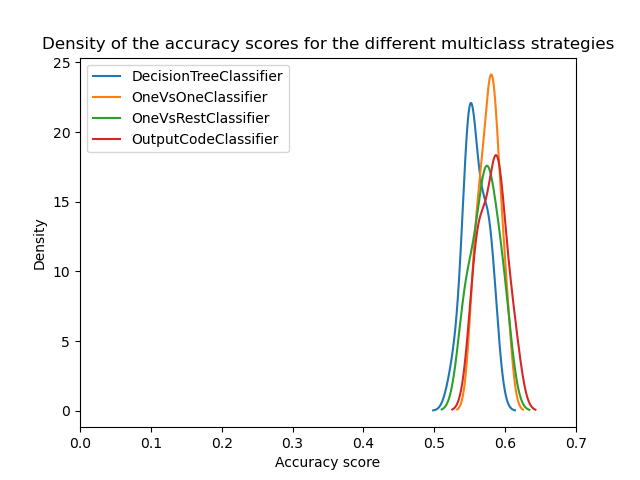 Density of the accuracy scores for the different multiclass strategies
25
20
15
10
5
0
Density
DecisionTreeClassifier
OneVsOneClassifier
OneVsRestClassifier
OutputCodeClassifier
0.0 0.1 0.2 0.3 0.4 0.5 0.6 0.7
Accuracy score